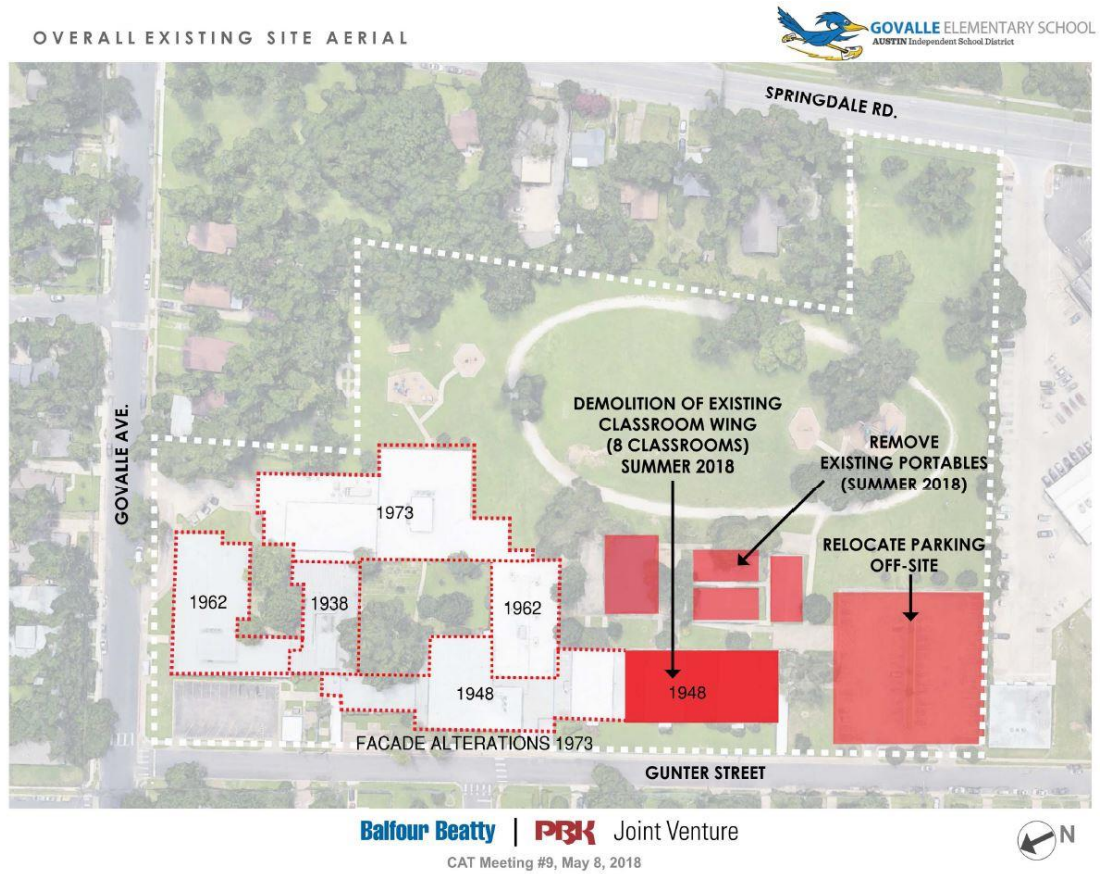 OVERALL EXISTING SITE AERIAL
GOVALLE ELEMENTARY SCHOOL
AUSTIN Independent School District
SPRINGDALE RD.
GOVALLE AVE.
DEMOLITION OF EXISTING
CLASSROOM WING
(8 CLASSROOMS)
SUMMER 2018
REMOVE
EXISTING PORTABLES
(SUMMER 2018)
RELOCATE PARKING
OFF-SITE
1973
1962
1938
1962
1948
1948
FACADE ALTERATIONS 1973
GUNTER STREET
Balfour Beatty | PBK Joint Venture
CAT Meeting #9, May 8, 2018
N